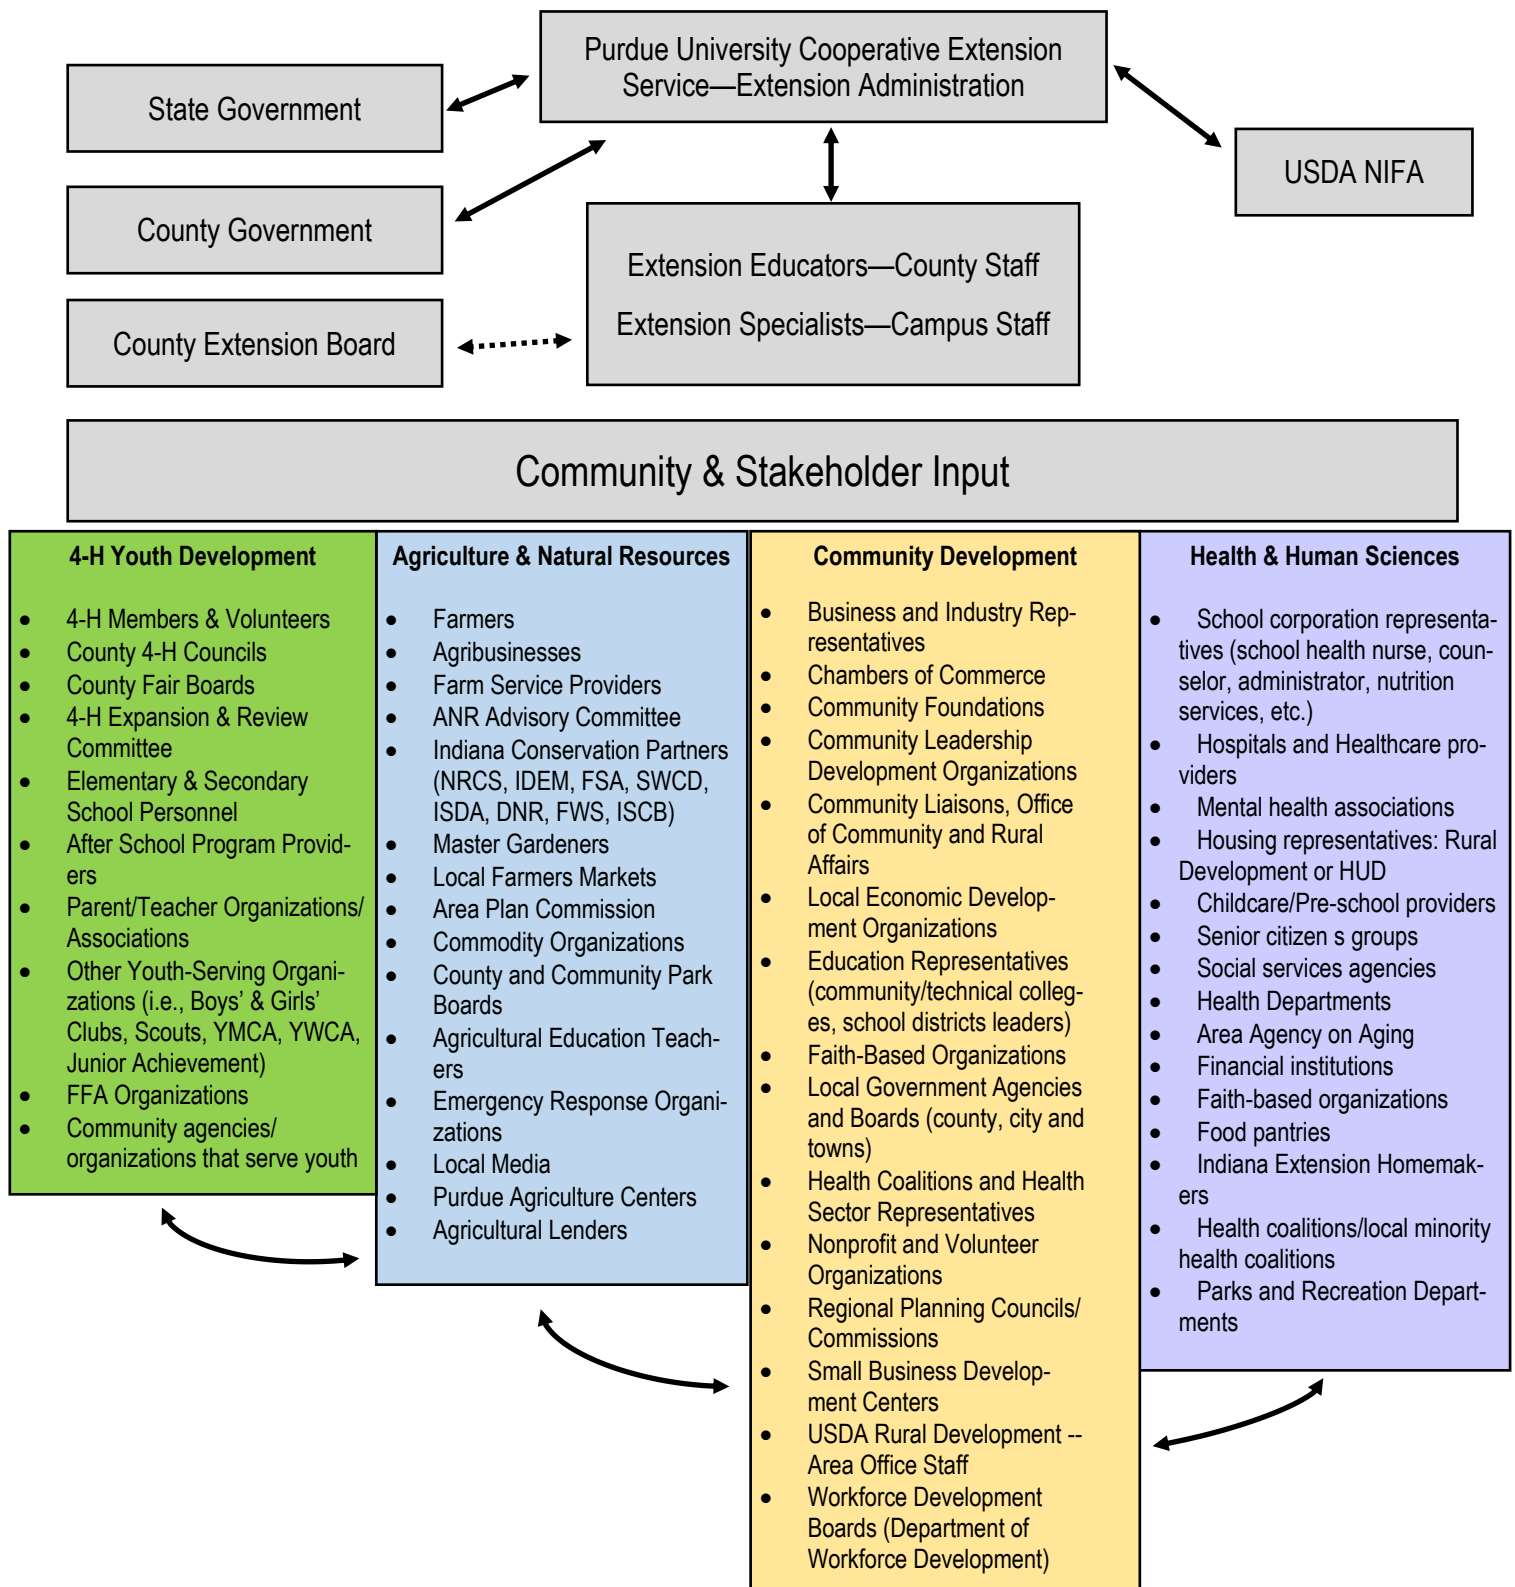 Purdue University Cooperative Extension
Service—Extension Administration
State Government
USDA NIFA
County Government
Extension Educators—County Staff
Extension Specialists—Campus Staff
County Extension Board
Community & Stakeholder Input
4-H Youth Development
• 4-H Members & Volunteers
• County 4-H Councils
• County Fair Boards
• 4-H Expansion & Review
Committee
• Elementary & Secondary
School Personnel
• After School Program Provid-
ers
• Parent/Teacher Organizations/
Associations
• Other Youth-Serving Organi-
zations (i.e., Boys’ & Girls’
Clubs, Scouts, YMCA, YWCA,
Junior Achievement)
• FFA Organizations
• Community agencies/
organizations that serve youth
Agriculture & Natural Resources
• Farmers
• Agribusinesses
• Farm Service Providers
• ANR Advisory Committee
• Indiana Conservation Partners
(NRCS, IDEM, FSA, SWCD,
ISDA, DNR, FWS, ISCB)
• Master Gardeners
• Local Farmers Markets
• Area Plan Commission
• Commodity Organizations
• County and Community Park
Boards
• Agricultural Education Teach-
ers
• Emergency Response Organi-
zations
• Local Media
• Purdue Agriculture Centers
• Agricultural Lenders
Community Development
• Business and Industry Rep-
resentatives
• Chambers of Commerce
• Community Foundations
• Community Leadership
Development Organizations
• Community Liaisons, Office
of Community and Rural
Affairs
• Local Economic Develop-
ment Organizations
• Education Representatives
(community/technical colleg-
es, school districts leaders)
• Faith-Based Organizations
• Local Government Agencies
and Boards (county, city and
towns)
• Health Coalitions and Health
Sector Representatives
• Nonprofit and Volunteer
Organizations
• Regional Planning Councils/
Commissions
• Small Business Develop-
ment Centers
• USDA Rural Development --
Area Office Staff
• Workforce Development
Boards (Department of
Workforce Development)
Health & Human Sciences
• School corporation representa-
tives (school health nurse, coun-
selor, administrator, nutrition
services, etc.)
• Hospitals and Healthcare pro-
viders
• Mental health associations
• Housing representatives: Rural
Development or HUD
• Childcare/Pre-school providers
• Senior citizen s groups
• Social services agencies
• Health Departments
• Area Agency on Aging
• Financial institutions
• Faith-based organizations
• Food pantries
• Indiana Extension Homemak-
ers
• Health coalitions/local minority
health coalitions
• Parks and Recreation Depart-
ments